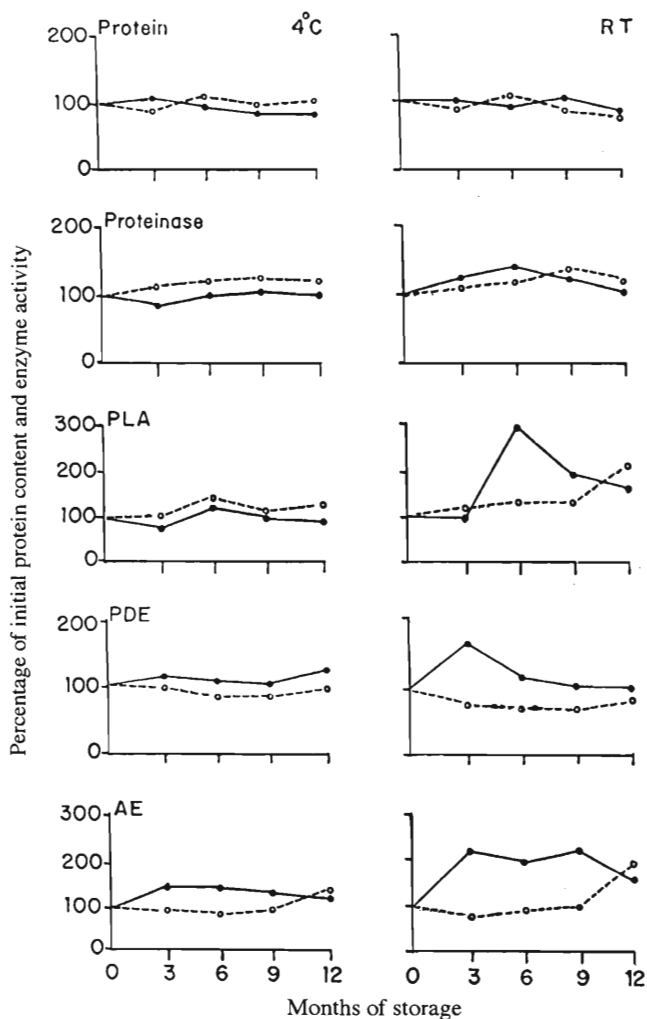 Protein 4°C RT
200
100
0
Proteinase
200
100
0
PLA
300
200
100
0
PDE
200
100
0
AE
300
200
100
0
0 3 6 9 12 0 3 6 9 12
Months of storage
Percentage of initial protein content and enzyme activity